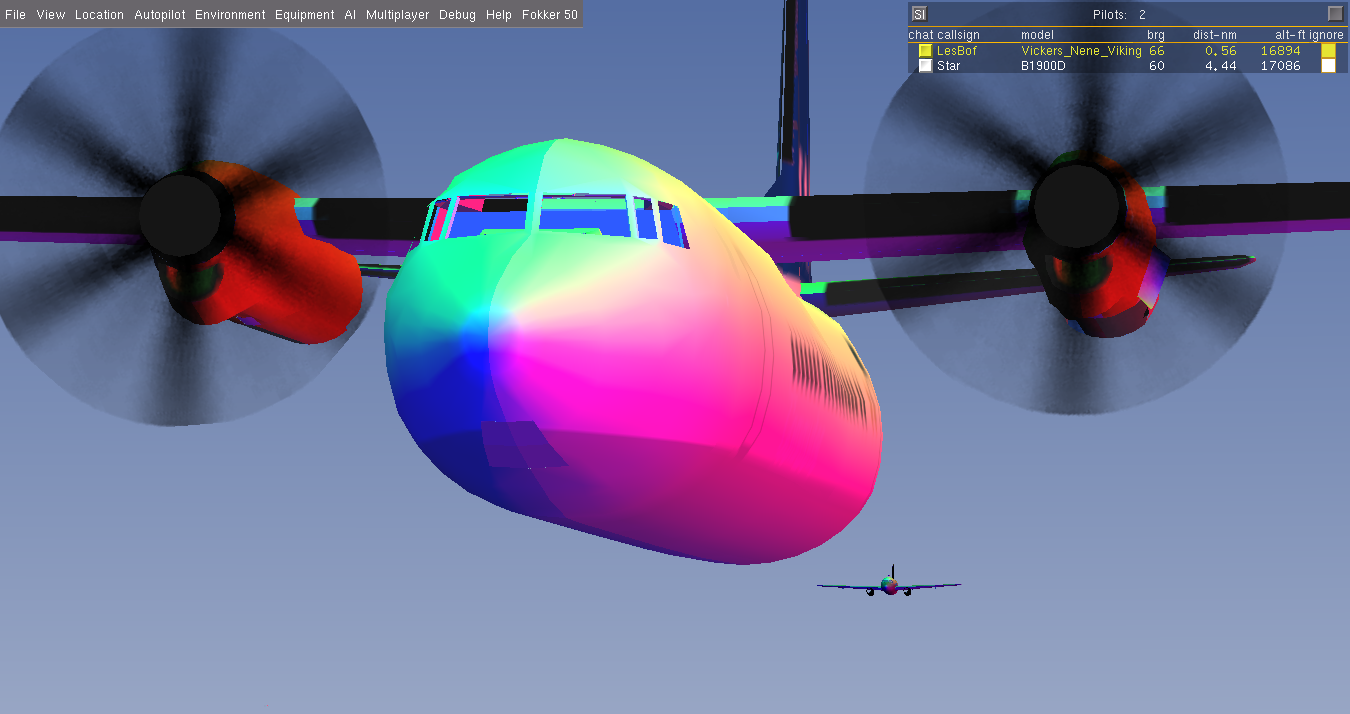 File View Location Autopilot Environment Equipment AI Multiplayer Debug Help Fokker 50
SI Pilots: 2
chat callsign model brg dist-nm alt-ft ignore
LesBof Vickers_Nene_Viking 66 0.56 16894
Star B1900D 60 4.44 17086